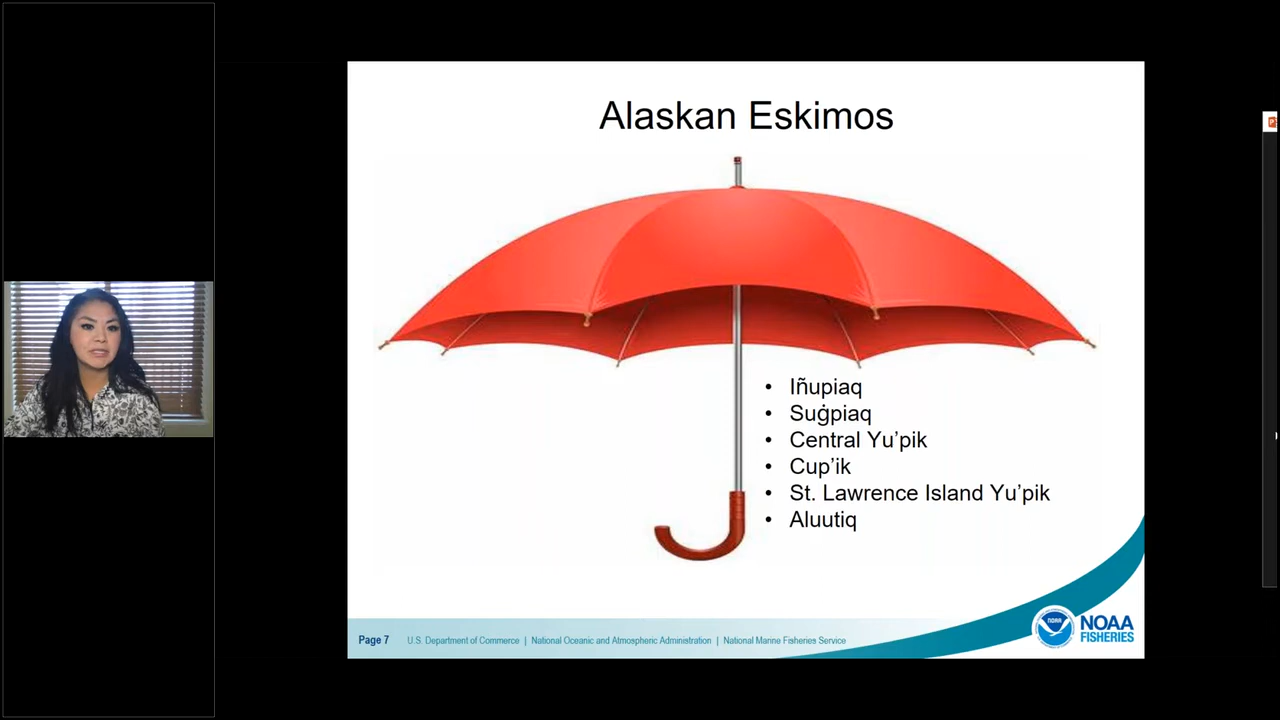 Alaskan Eskimos
• Iñupiaq
• Suġpiaq
• Central Yu’pik
• Cup’ik
• St. Lawrence Island Yu’pik
• Aluutiq
Page 7 U.S. Department of Commerce | National Oceanic and Atmospheric Administration | National Marine Fisheries Service
NOAA
NOAA
FISHERIES